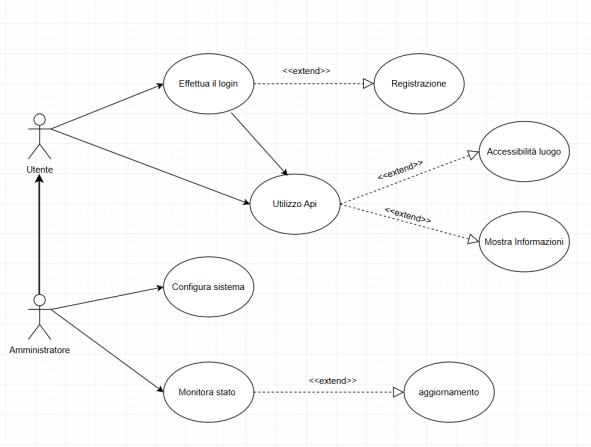 <<extend>>
Effettua il login
Registrazione
Utente
Accessibilità luogo
<<extend>>
Utilizzo Api
<<extend>>
Mostra Informazioni
Configura sistema
Amministratore
<<extend>>
Monitora stato
aggiornamento